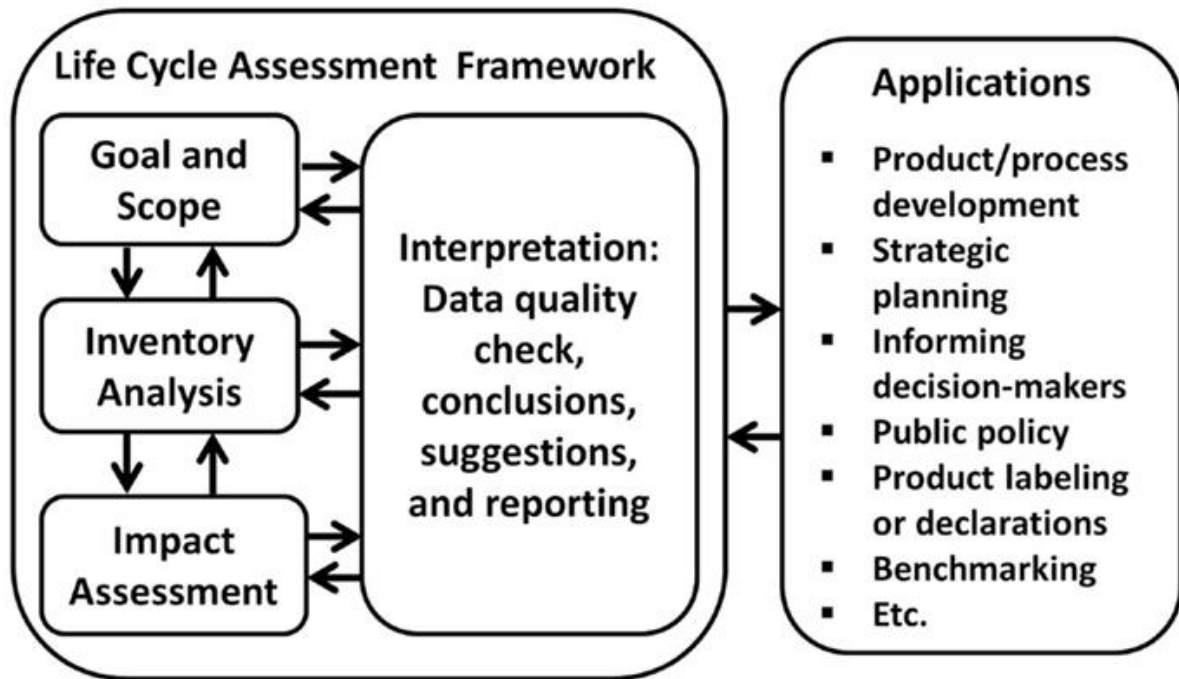 Life Cycle Assessment Framework
Goal and
Scope
Inventory
Analysis
Impact
Assessment
Interpretation:
Data quality
check,
conclusions,
suggestions,
and reporting
Applications
▪ Product/process
development
▪ Strategic
planning
▪ Informing
decision-makers
▪ Public policy
▪ Product labeling
or declarations
▪ Benchmarking
▪ Etc.